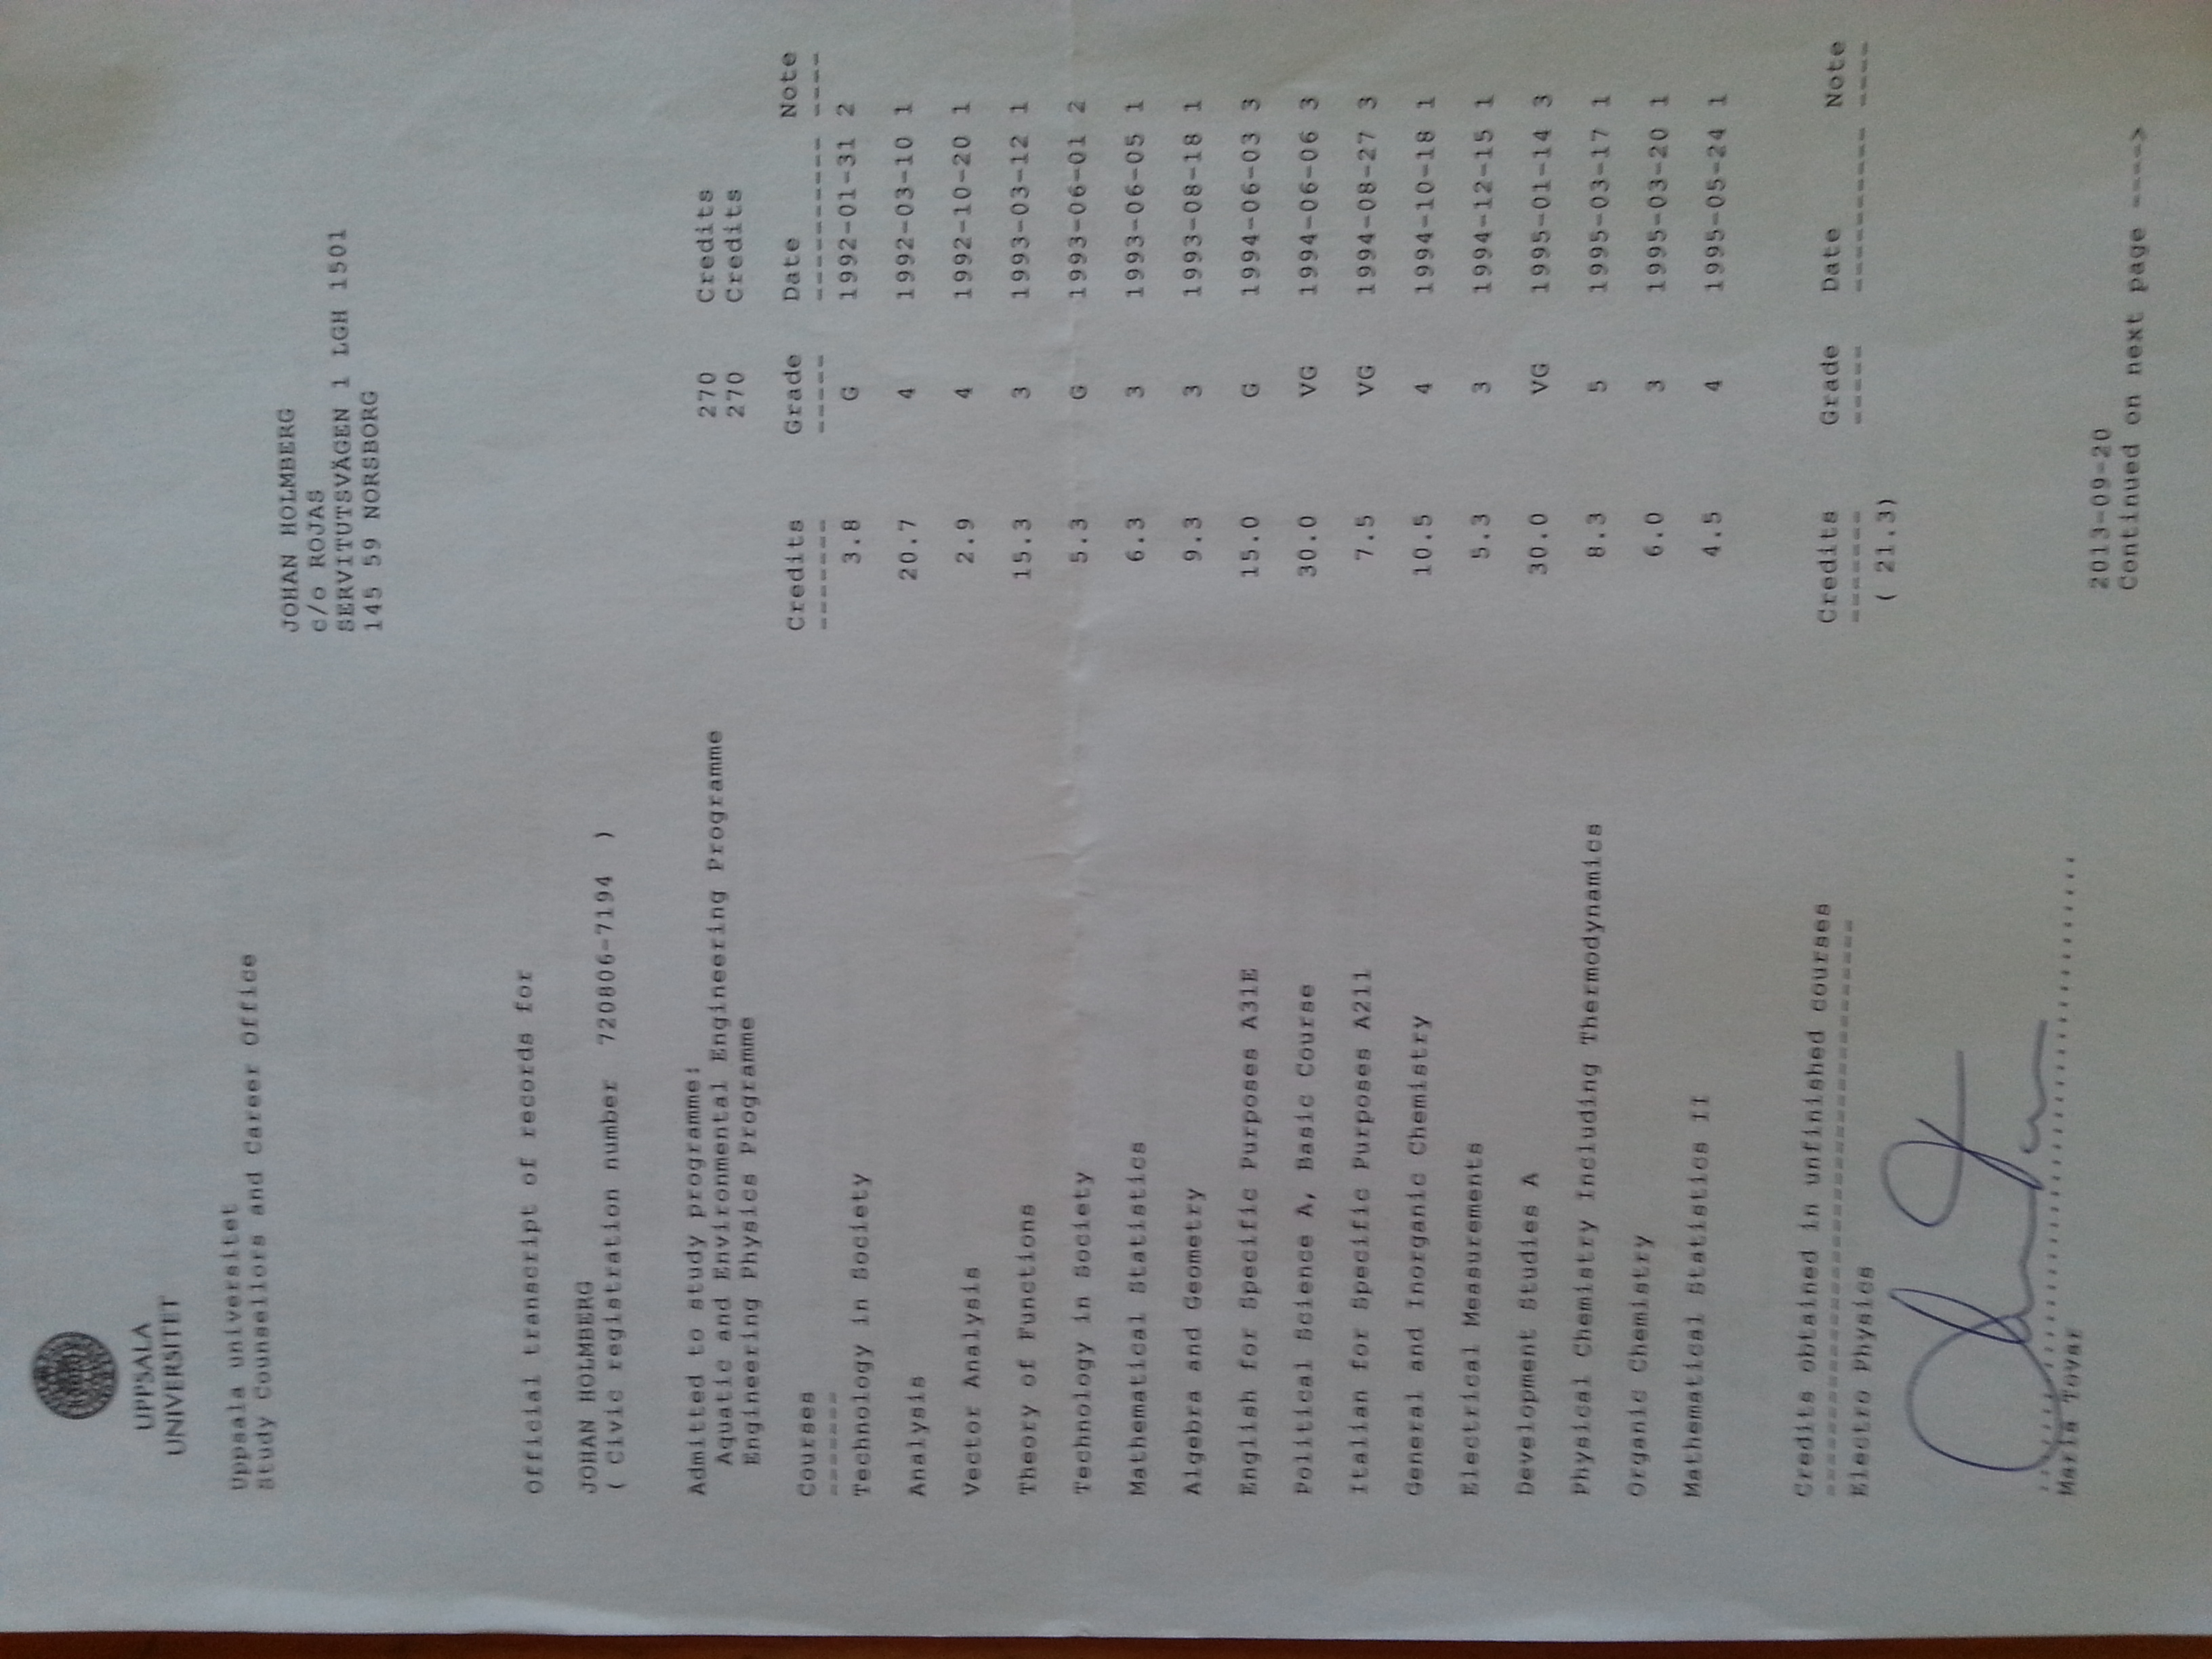 UPPSALA
UNIVERSITET
Uppsala universitet
Study Counsellors and Career Office
JOHAN HOLMBERG
c/o ROJAS
SERVITUTSVÄGEN 1 LGH 1501
145 59 NORSBORG
Official transcript of records for
JOHAN HOLMBERG
( Civic registration number 720806-7194 )
Admitted to study programme:
Aquatic and Environmental Engineering Programme 270 Credits
Engineering Physics Programme 270 Credits
Courses Credits Grade Date Note
------- -------- ------ ---------- ----
Technology in Society 3.8 G 1992-01-31 2
Analysis 20.7 4 1992-03-10 1
Vector Analysis 2.9 4 1992-10-20 1
Theory of Functions 15.3 3 1993-03-12 1
Technology in Society 5.3 G 1993-06-01 2
Mathematical Statistics 6.3 3 1993-06-05 1
Algebra and Geometry 9.3 3 1993-08-18 1
English for Specific Purposes A31E 15.0 G 1994-06-03 3
Political Science A, Basic Course 30.0 VG 1994-06-06 3
Italian for Specific Purposes A211 7.5 VG 1994-08-27 3
General and Inorganic Chemistry 10.5 4 1994-10-18 1
Electrical Measurements 5.3 3 1994-12-15 1
Development Studies A 30.0 VG 1995-01-14 3
Physical Chemistry Including Thermodynamics 8.3 5 1995-03-17 1
Organic Chemistry 6.0 3 1995-03-20 1
Mathematical Statistics II 4.5 4 1995-05-24 1
Credits obtained in unfinished courses Credits Grade Date Note
-------------------------------------- -------- ----- ---------- ----
Electro Physics ( 21.3)
Maria Tovar
2013-09-20
Continued on next page ---->